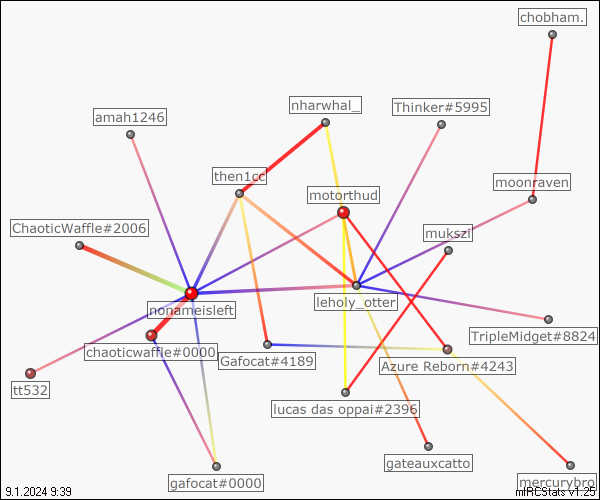 chobham.
nharwhal_
Thinker#5995
amah1246
then1cc
moonraven
motorthud
ChaoticWaffle#2006
mukszi
nonameisleft
leholy_otter
TripleMidget#8824
chaoticwaffle#0000
Gafocat#4189
Azure Reborn#4243
tt532
lucas das oppai#2396
gateauxcatto
gafocat#0000
mercurybro
9.1.2024 9:39
mIRCStats v1.25